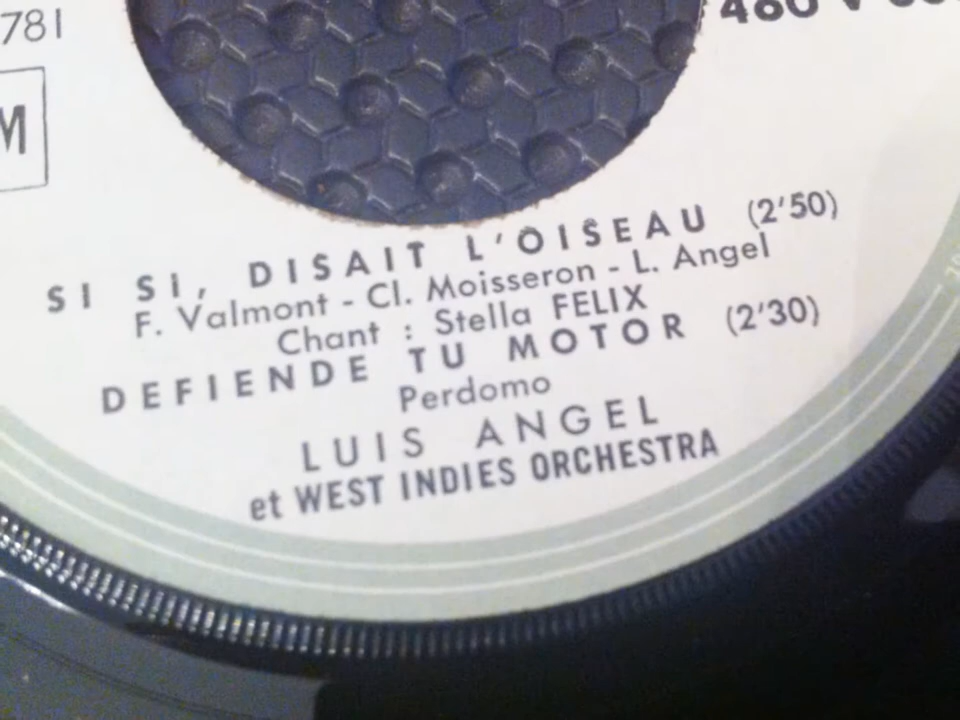 781
M
SI SI, DISAIT L'OISEAU (2'50)
F. Valmont - Cl. Moisseron - L. Angel
Chant : Stella FELIX
DEFIENDE TU MOTOR (2'30)
Perdomo
LUIS ANGEL
et WEST INDIES ORCHESTRA